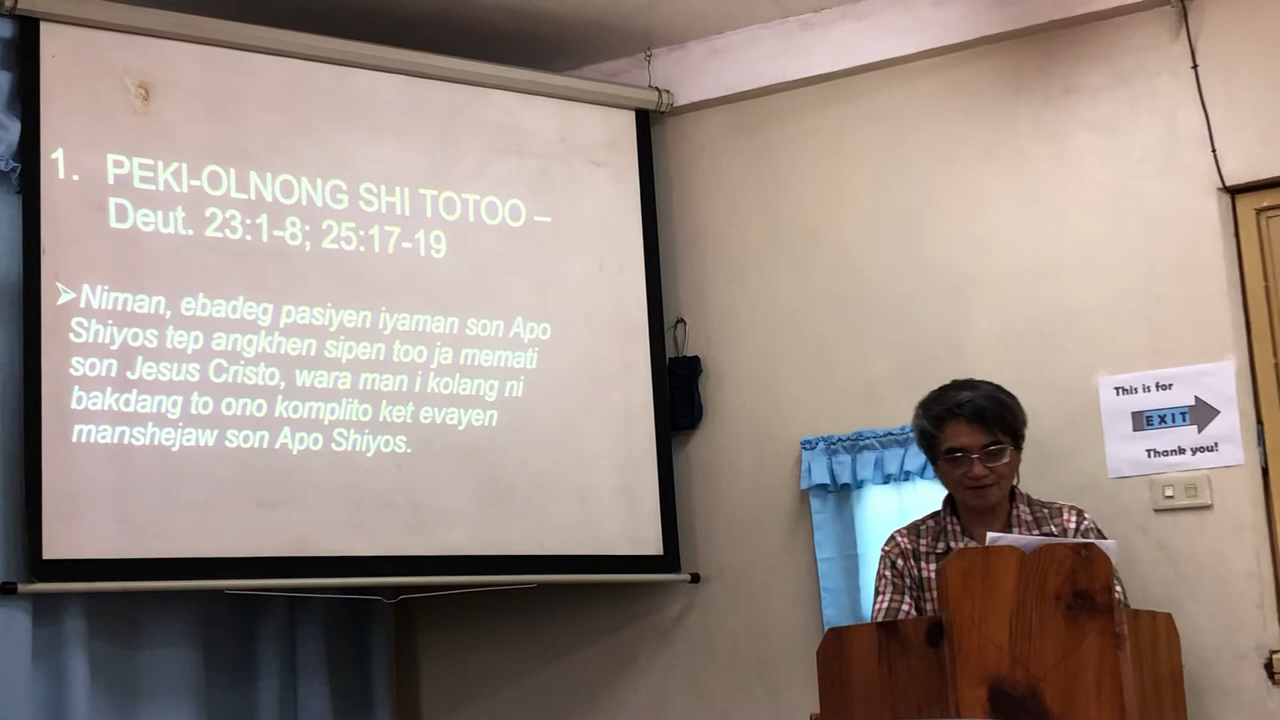 1. PEKI-OLNONG SHI TOTOO –
Deut. 23:1-8; 25:17-19
➢Niman, ebadeg pasiyen iyaman son Apo
Shiyos tep angkhen sipen too ja memati
son Jesus Cristo, wara man i kolang ni
bakdang to ono komplito ket evayen
manshejaw son Apo Shiyos.
This is for
EXIT
Thank you!